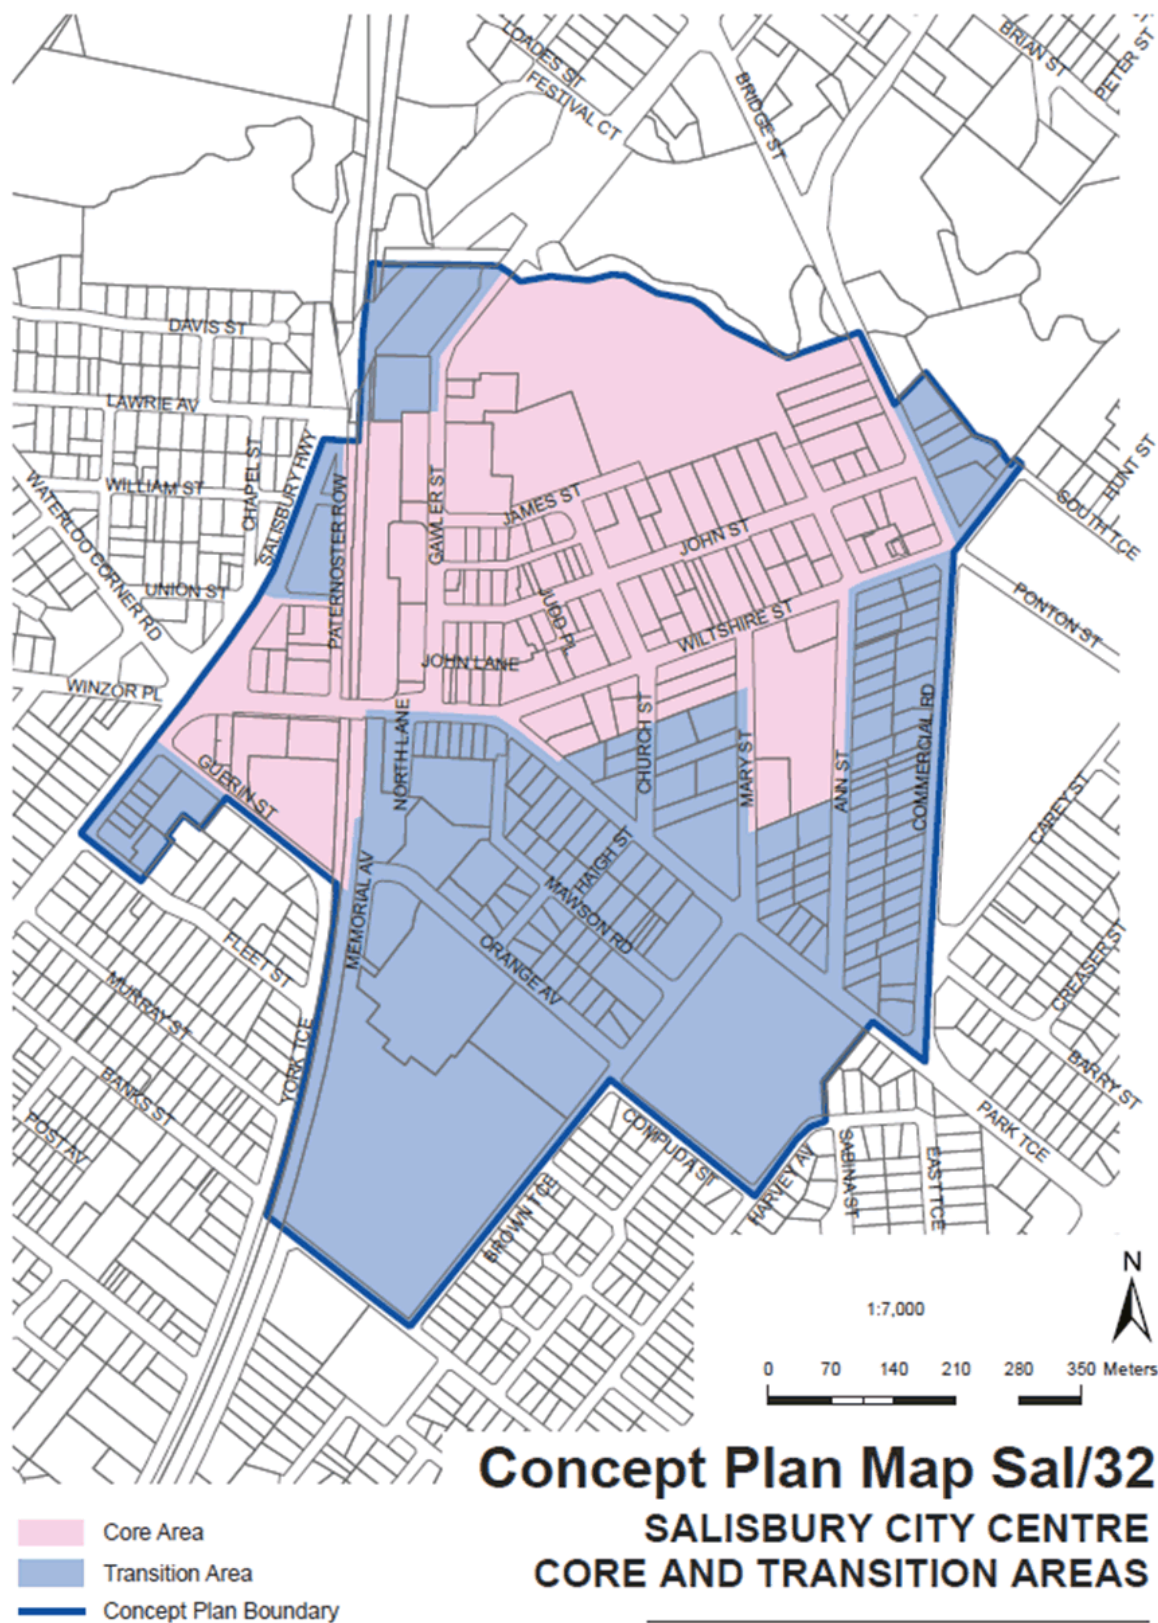 LOADES ST
FESTIVAL CT
BRIDGE ST
BRIAN ST
PETER ST
DAVIS ST
LAWRIE AV
WILLIAM ST
CHAPEL ST
SALISBURY HWY
WATERLOO CORNER RD
UNION ST
PATERNOSTER ROW
GAWLER ST
JAMES ST
JOHN ST
JUDD PL
WILTSHIRE ST
JOHN LANE
HUNT ST
SOUTH TCE
PONTON ST
WINZOR PL
NORTH LANE
CHURCH ST
MARY ST
ANN ST
COMMERCIAL RD
GUERIN ST
CAREY ST
HAIGH ST
MAWSON RD
MEMORIAL AV
ORANGE AV
FLEET ST
MURRAY ST
CREASER ST
YORK TCE
BANKS ST
POST AV
BARRY ST
PARK TCE
COMPUDA ST
HARVEY AV
SABINA ST
EAST TCE
BROWN TCE
N
1:7,000
0 70 140 210 280 350 Meters
Concept Plan Map Sal/32
SALISBURY CITY CENTRE
CORE AND TRANSITION AREAS
Core Area
Transition Area
Concept Plan Boundary